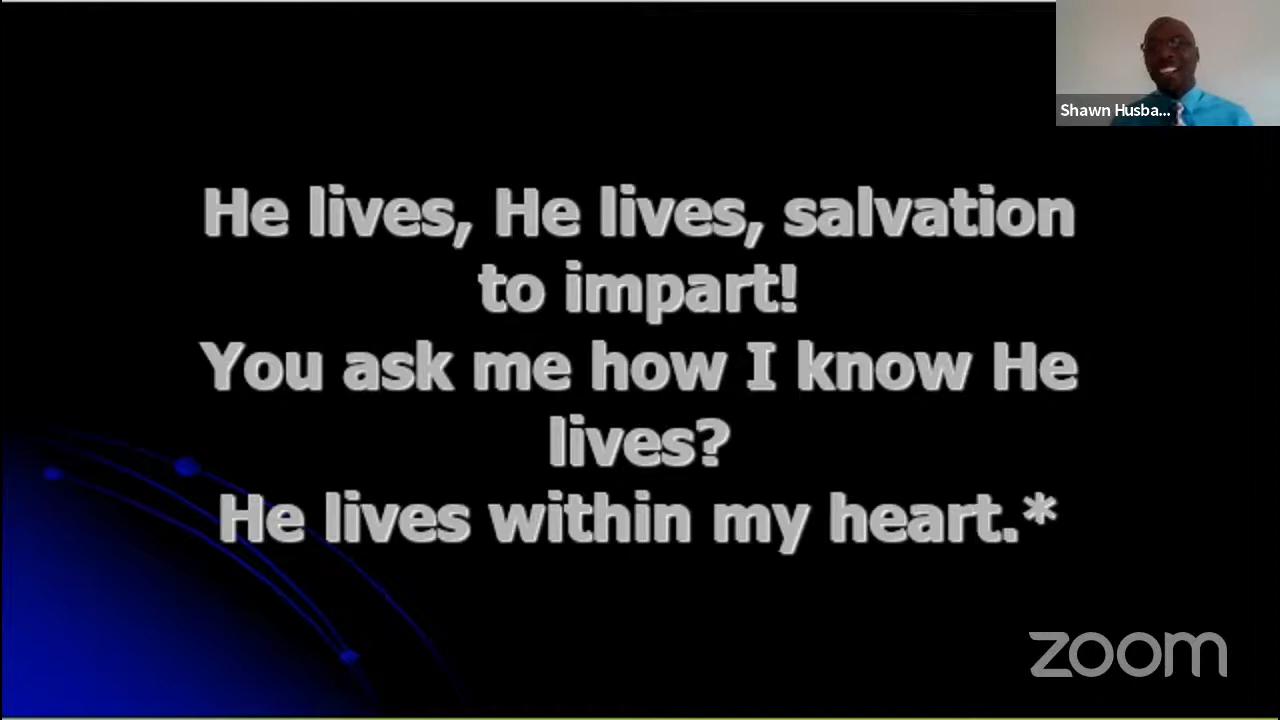 Shawn Husba...
He lives, He lives, salvation
to impart!
You ask me how I know He
lives?
He lives within my heart.*
zoom